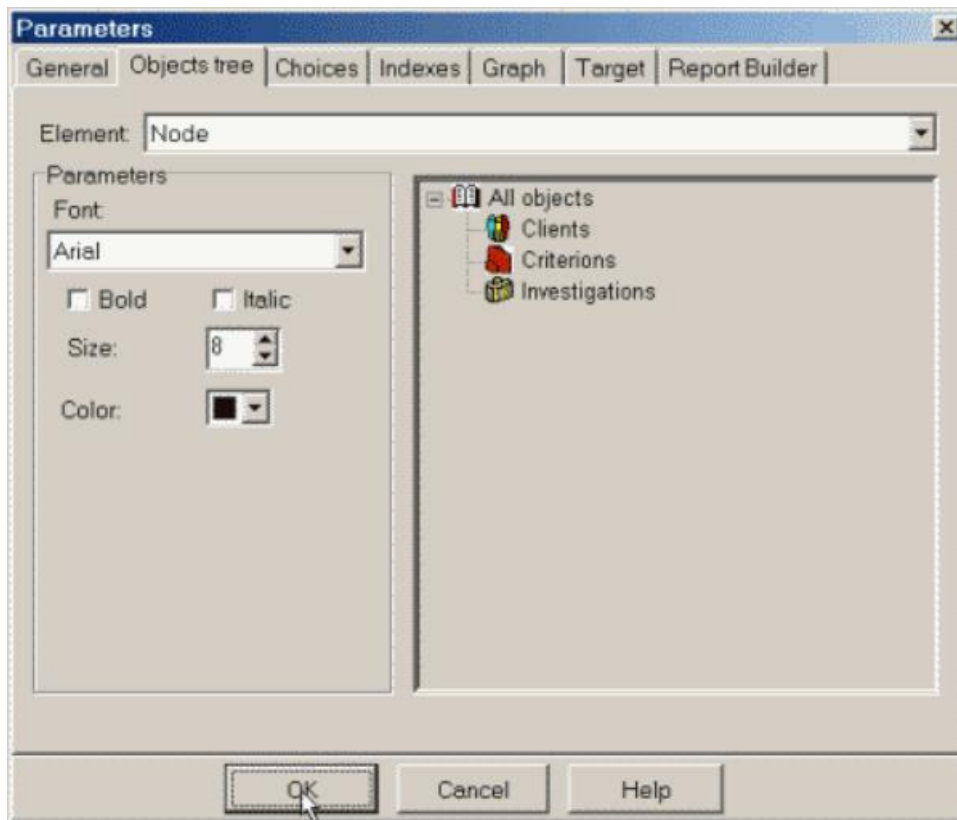 Parameters
General Objects tree Choices Indexes Graph Target Report Builder
Element: Node
Parameters
Font:
Arial
Bold Italic
Size: 8
Color:
All objects
Clients
Criterions
Investigations
OK Cancel Help